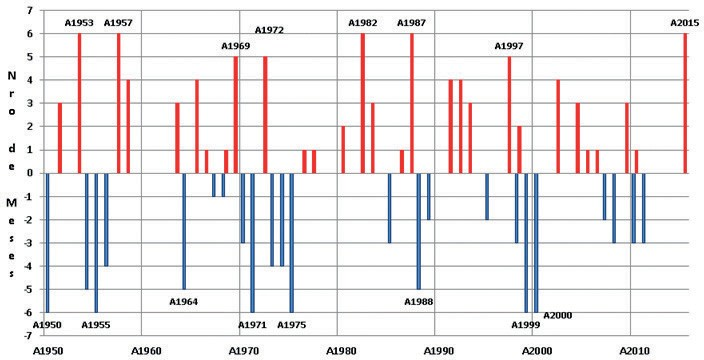 7
6
5
4
3
2
1
0
-1
-2
-3
-4
-5
-6
-7
Nro de Meses
A1953
A1957
A1969
A1972
A1982
A1987
A1997
A2015
A1950
A1955
A1964
A1971
A1975
A1988
A1999
A2000
A1950
A1960
A1970
A1980
A1990
A2000
A2010